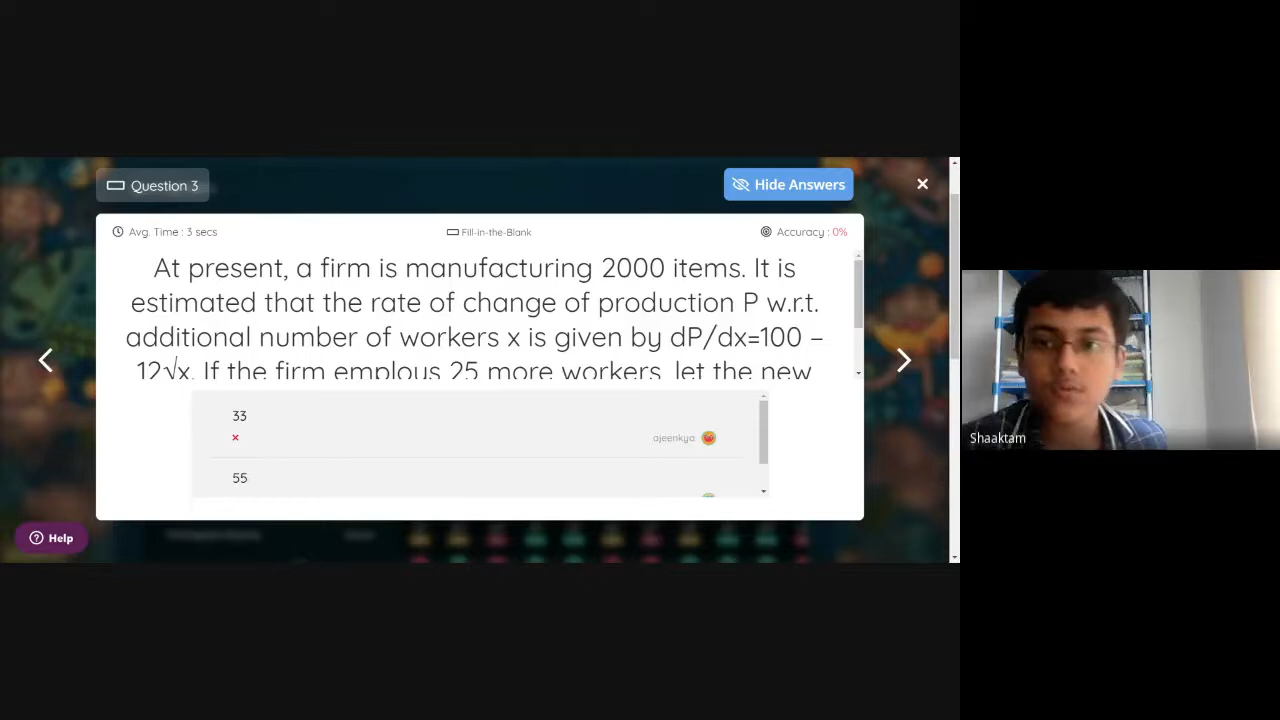 Question 3
Hide Answers
Avg. Time : 3 secs
Fill-in-the-Blank
Accuracy : 0%
At present, a firm is manufacturing 2000 items. It is
estimated that the rate of change of production P w.r.t.
additional number of workers x is given by dP/dx=100 –
12√x. If the firm employs 25 more workers, let the new
33
ajeenkya
55
Help
Shaaktam